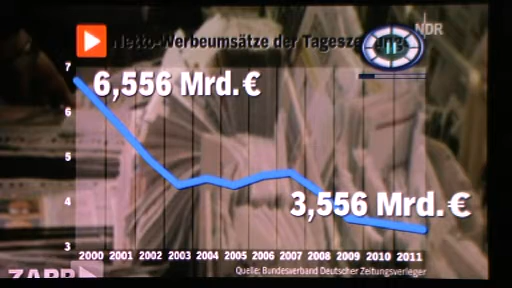 Netto-Werbeumsätze der Tageszeitungen
NDR
7
6,556 Mrd. €
6
5
4
3,556 Mrd. €
3
2000 2001 2002 2003 2004 2005 2006 2007 2008 2009 2010 2011
Quelle: Bundesverband Deutscher Zeitungsverleger
ZAPP